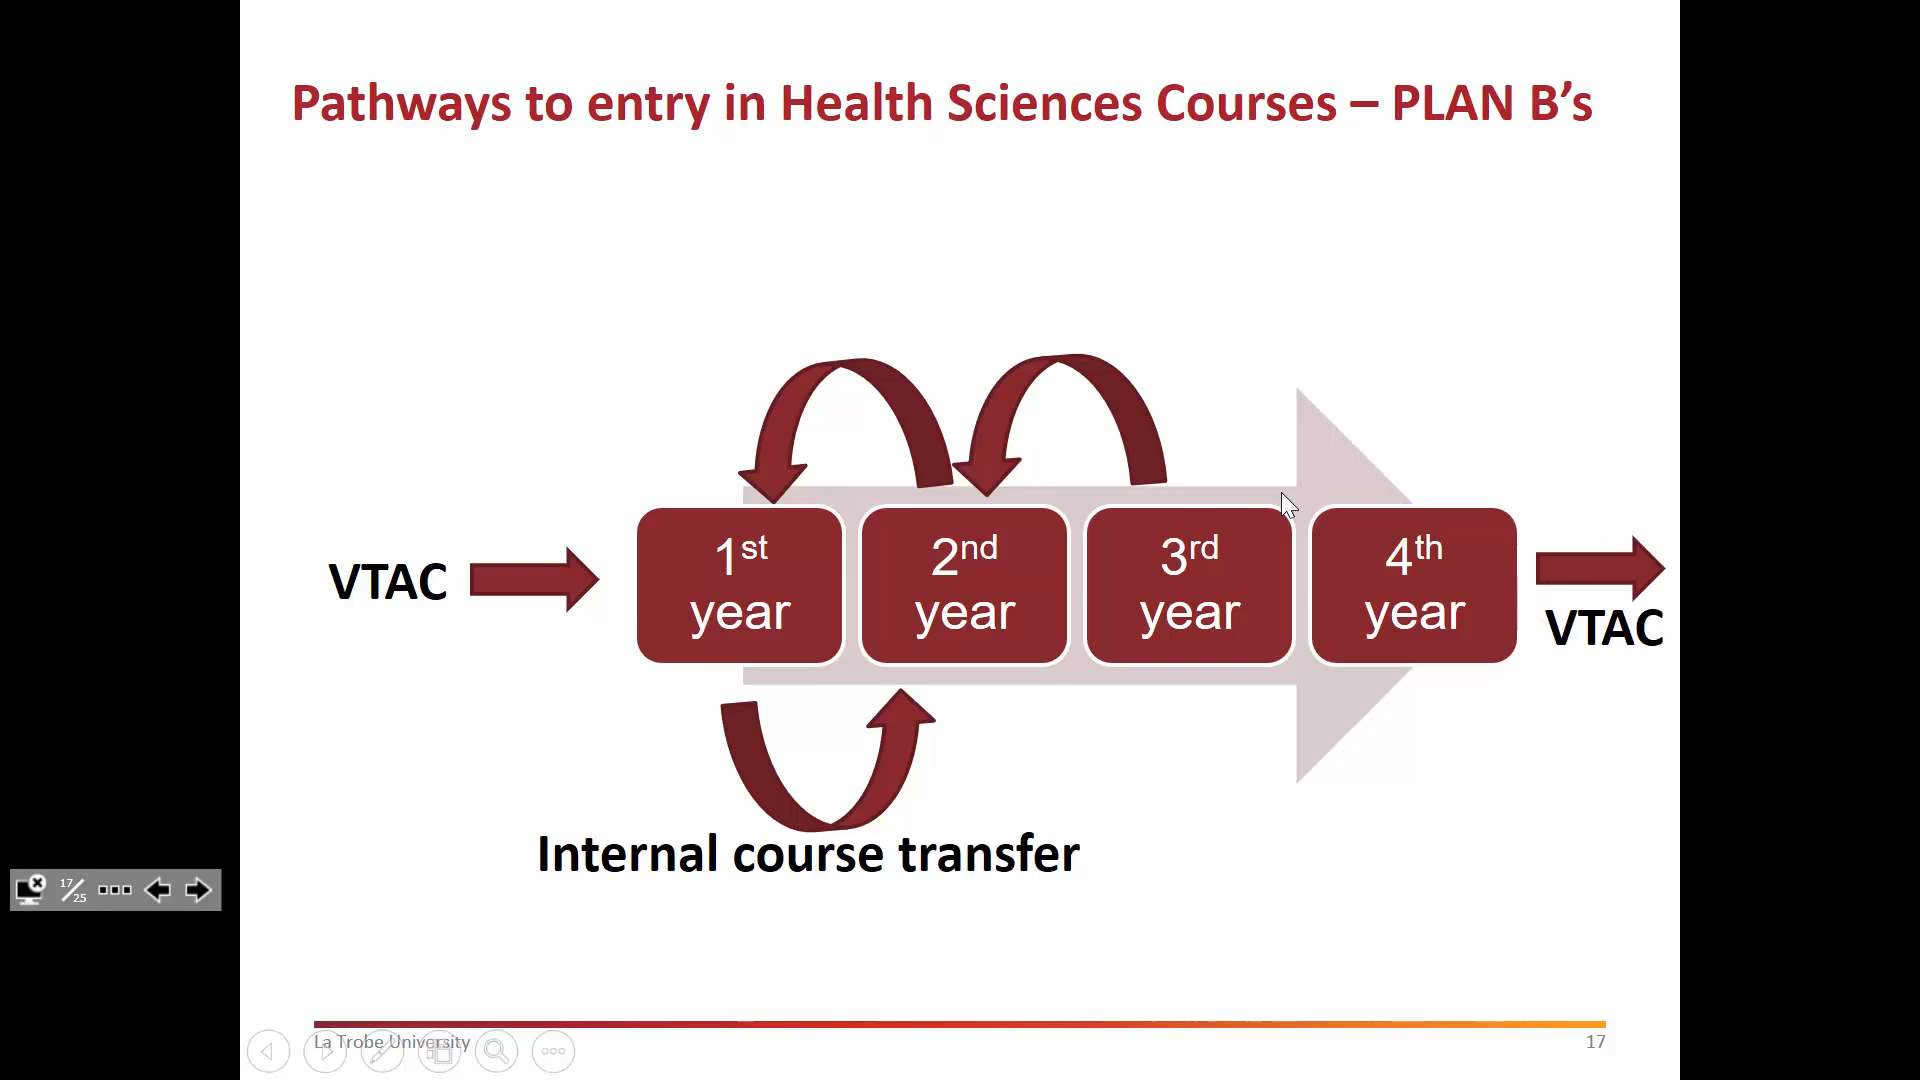 Pathways to entry in Health Sciences Courses – PLAN B’s
VTAC
1st
year
2nd
year
3rd
year
4th
year
VTAC
Internal course transfer
17/25
La Trobe University
17